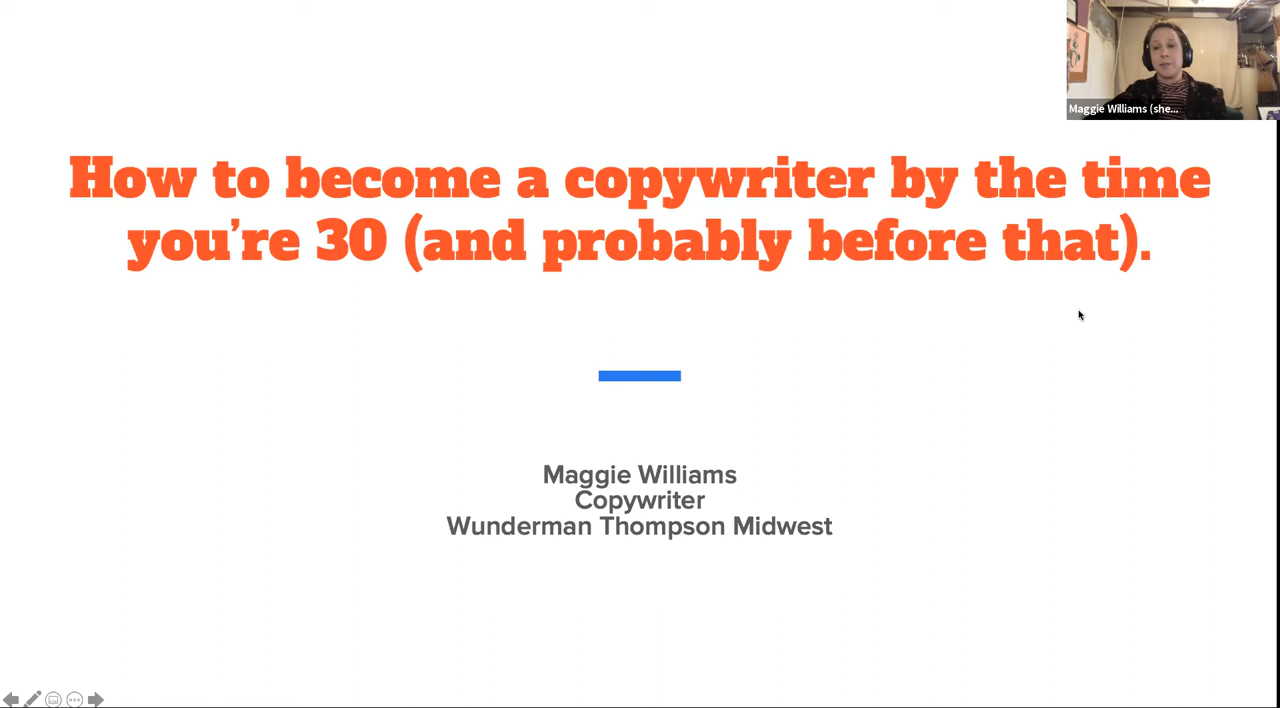 Maggie Williams (she...
How to become a copywriter by the time
you're 30 (and probably before that).
Maggie Williams
Copywriter
Wunderman Thompson Midwest